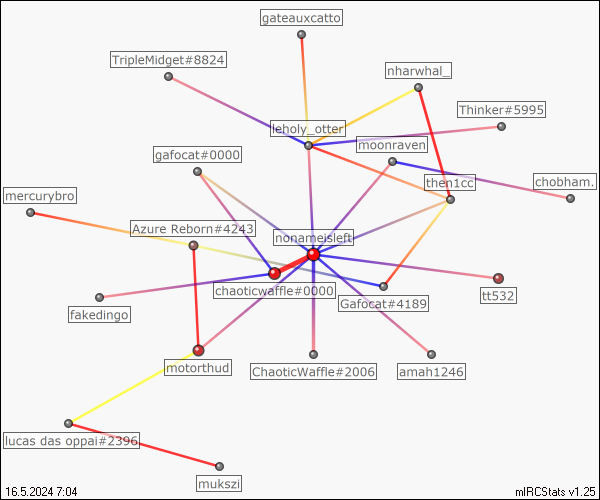 gateauxcatto
TripleMidget#8824
nharwhal_
Thinker#5995
leholy_otter
moonraven
gafocat#0000
then1cc
chobham.
mercurybro
Azure Reborn#4243
nonameisleft
chaoticwaffle#0000
tt532
Gafocat#4189
fakedingo
motorthud
ChaoticWaffle#2006
amah1246
lucas das oppai#2396
mukszi
16.5.2024 7:04
mIRCStats v1.25